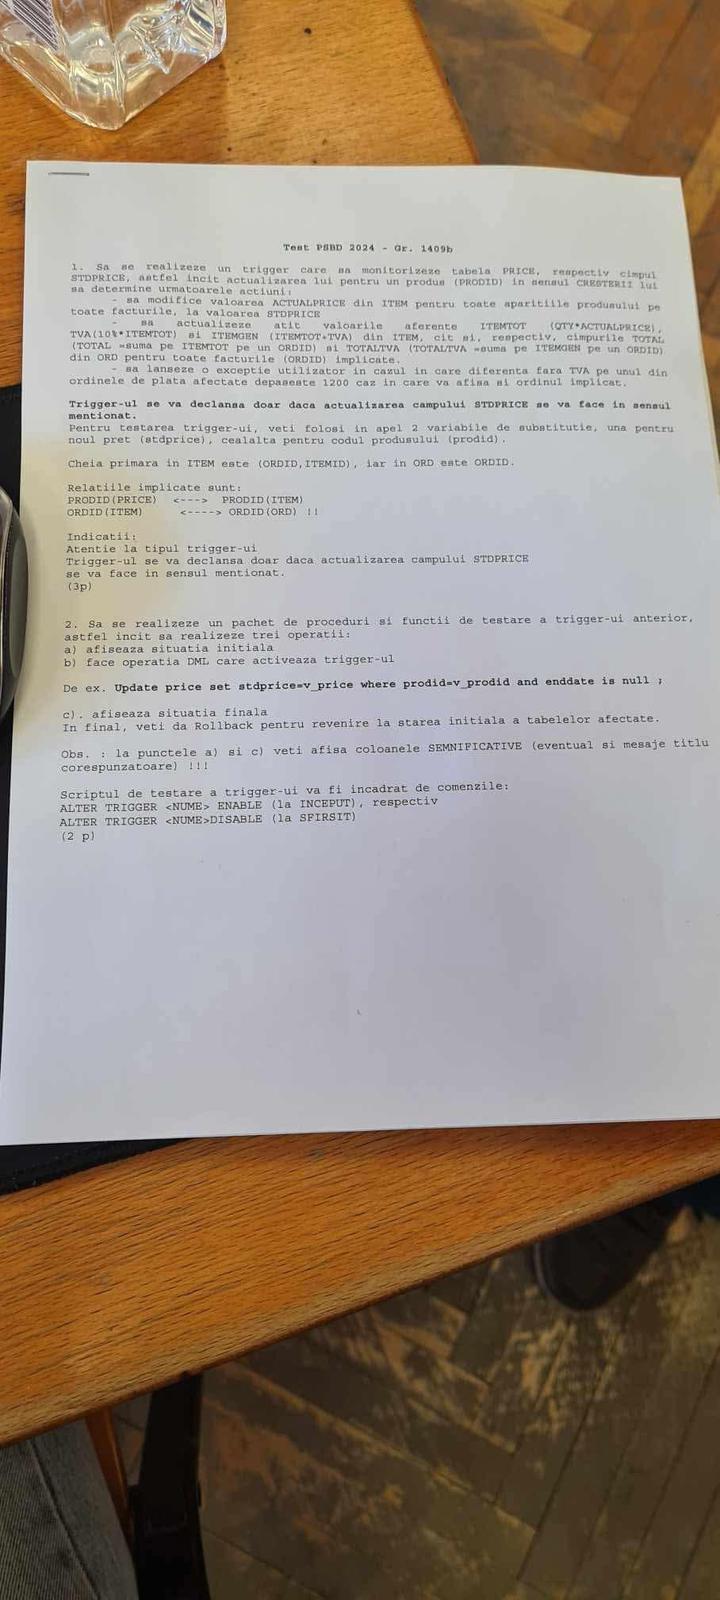 Test PSBD 2024 - Gr. 1409b
1. Sa se realizeze un trigger care sa monitorizeze tabela PRICE, respectiv cimpul
STDPRICE, astfel incit actualizarea lui pentru un produs (PRODID) in sensul CRESTERII lui
sa determine urmatoarele actiuni:
- sa modifice valoarea ACTUALPRICE din ITEM pentru toate aparitiile produsului pe
toate facturile, la valoarea STDPRICE
- sa actualizeze atit valorile aferente ITEMTOT (QTY*ACTUALPRICE),
TVA(10%*ITEMTOT) si ITEMGEN (ITEMTOT+TVA) din ITEM, cit si, respectiv, cimpurile TOTAL
(TOTAL =suma pe ITEMTOT pe un ORDID) si TOTALTVA (TOTALTVA =suma pe ITEMGEN pe un ORDID)
din ORD pentru toate facturile (ORDID) implicate.
- sa lanseze o exceptie utilizator in cazul in care diferenta fara TVA pe unul din
ordinele de plata afectate depaseste 1200 caz in care va afisa si ordinul implicat.
Trigger-ul se va declansa doar daca actualizarea campului STDPRICE se va face in sensul
mentionat.
Pentru testarea trigger-ui, veti folosi in apel 2 variabile de substitutie, una pentru
noul pret (stdprice), cealalta pentru codul produsului (prodid).
Cheia primara in ITEM este (ORDID,ITEMID), iar in ORD este ORDID.
Relatiile implicate sunt:
PRODID(PRICE) <---> PRODID(ITEM)
ORDID(ITEM) <----> ORDID(ORD) !!
Indicatii:
Atentie la tipul trigger-ui
Trigger-ul se va declansa doar daca actualizarea campului STDPRICE
se va face in sensul mentionat.
(3p)
2. Sa se realizeze un pachet de proceduri si functii de testare a trigger-ui anterior,
astfel incit sa realizeze trei operatii:
a) afiseaza situatia initiala
b) face operatia DML care activeaza trigger-ul
De ex. Update price set stdprice=v_price where prodid=v_prodid and enddate is null ;
c). afiseaza situatia finala
In final, veti da Rollback pentru revenire la starea initiala a tabelelor afectate.
Obs. : la punctele a) si c) veti afisa coloanele SEMNIFICATIVE (eventual si mesaje titlu
corespunzatoare) !!!
Scriptul de testare a trigger-ui va fi incadrat de comenzile:
ALTER TRIGGER <NUME> ENABLE (la INCEPUT), respectiv
ALTER TRIGGER <NUME>DISABLE (la SFIRSIT)
(2 p)